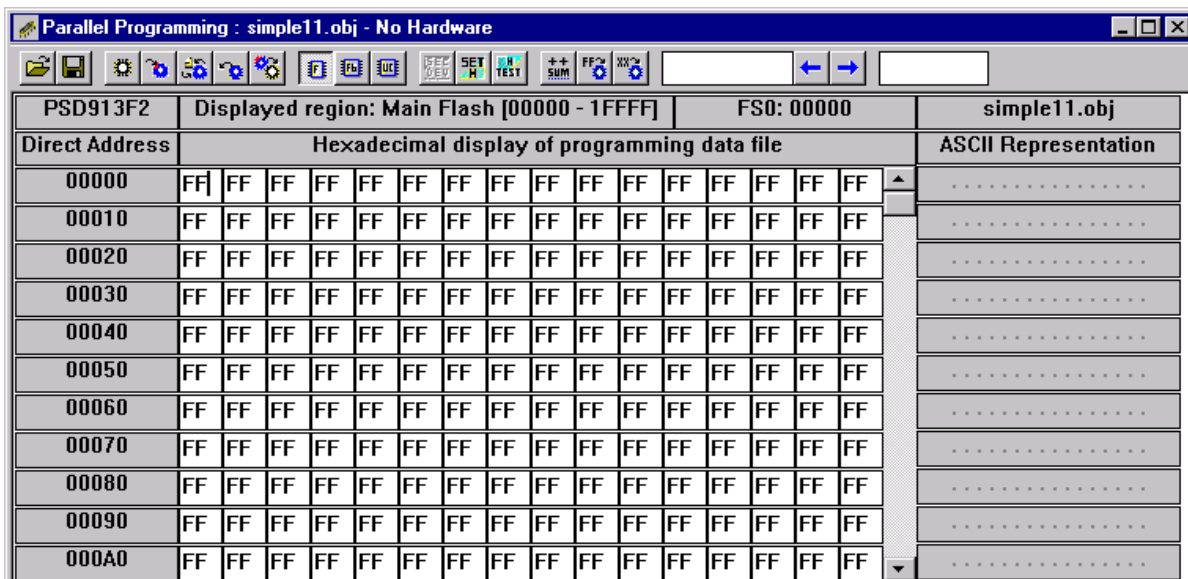 Parallel Programming : simple11.obj - No Hardware
F Fb UC SET DEV SET H H TEST ++ SUM FF XX
PSD913F2 Displayed region: Main Flash [00000 - 1FFFF] FS0: 00000 simple11.obj
Direct Address Hexadecimal display of programming data file ASCII Representation
00000 FF FF FF FF FF FF FF FF FF FF FF FF FF FF FF FF ................
00010 FF FF FF FF FF FF FF FF FF FF FF FF FF FF FF FF ................
00020 FF FF FF FF FF FF FF FF FF FF FF FF FF FF FF FF ................
00030 FF FF FF FF FF FF FF FF FF FF FF FF FF FF FF FF ................
00040 FF FF FF FF FF FF FF FF FF FF FF FF FF FF FF FF ................
00050 FF FF FF FF FF FF FF FF FF FF FF FF FF FF FF FF ................
00060 FF FF FF FF FF FF FF FF FF FF FF FF FF FF FF FF ................
00070 FF FF FF FF FF FF FF FF FF FF FF FF FF FF FF FF ................
00080 FF FF FF FF FF FF FF FF FF FF FF FF FF FF FF FF ................
00090 FF FF FF FF FF FF FF FF FF FF FF FF FF FF FF FF ................
000A0 FF FF FF FF FF FF FF FF FF FF FF FF FF FF FF FF ................